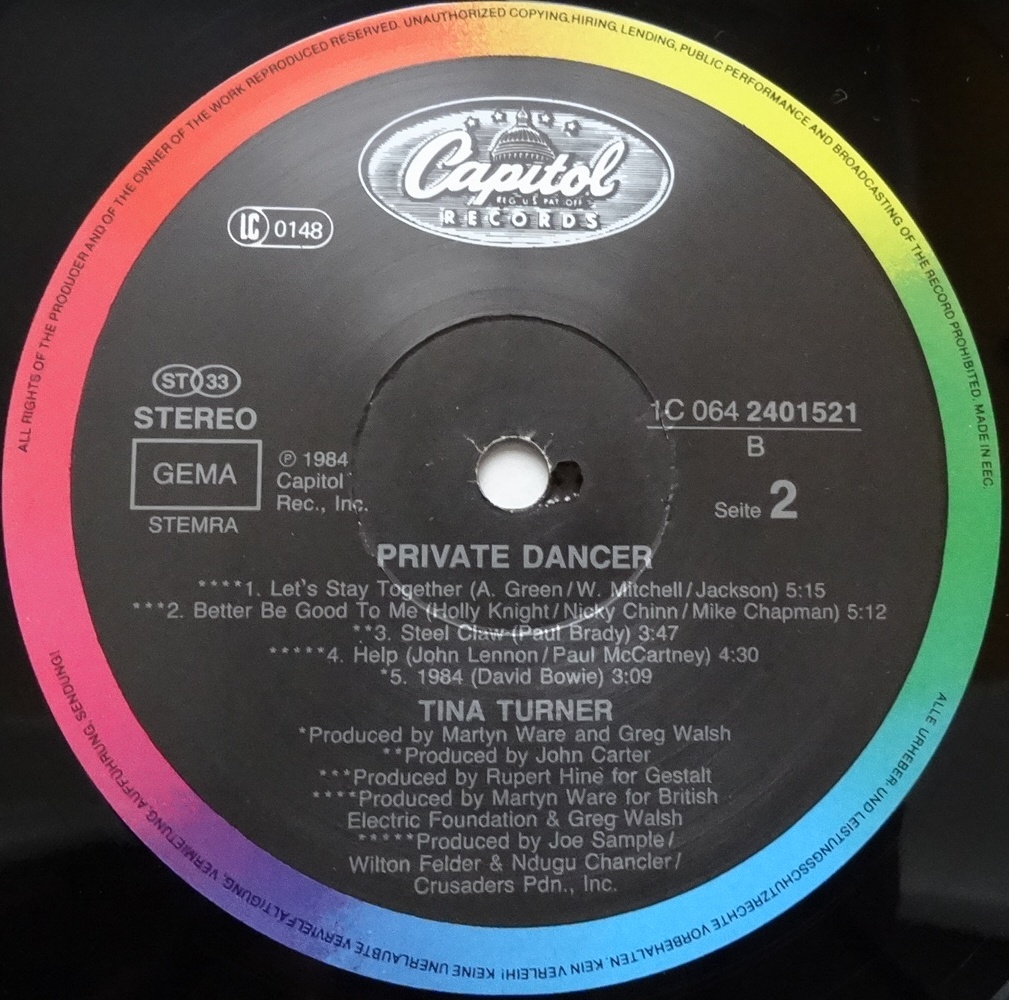 ALL RIGHTS OF THE PRODUCER AND OF THE OWNER OF THE WORK REPRODUCED RESERVED. UNAUTHORIZED COPYING, HIRING, LENDING, PUBLIC PERFORMANCE AND BROADCASTING OF THE RECORD PROHIBITED. MADE IN EEC.
Capitol
REG. U.S. PAT. OFF.
RECORDS
LC 0148
ST 33
STEREO
GEMA
STEMRA
℗ 1984
Capitol
Rec., Inc.
1C 064 2401521
B
Seite 2
PRIVATE DANCER
****1. Let's Stay Together (A. Green/W. Mitchell/Jackson) 5:15
***2. Better Be Good To Me (Holly Knight/Nicky Chinn/Mike Chapman) 5:12
**3. Steel Claw (Paul Brady) 3:47
*****4. Help (John Lennon/Paul McCartney) 4:30
*5. 1984 (David Bowie) 3:09
TINA TURNER
*Produced by Martyn Ware and Greg Walsh
**Produced by John Carter
***Produced by Rupert Hine for Gestalt
****Produced by Martyn Ware for British
Electric Foundation & Greg Walsh
*****Produced by Joe Sample/
Wilton Felder & Ndugu Chancler/
Crusaders Pdn., Inc.
ALLE URHEBER- UND LEISTUNGSSCHUTZRECHTE VORBEHALTEN. KEIN VERLEIH! KEINE UNERLAUBTE VERVIELFÄLTIGUNG, VERMIETUNG, AUFFÜHRUNG, SENDUNG!